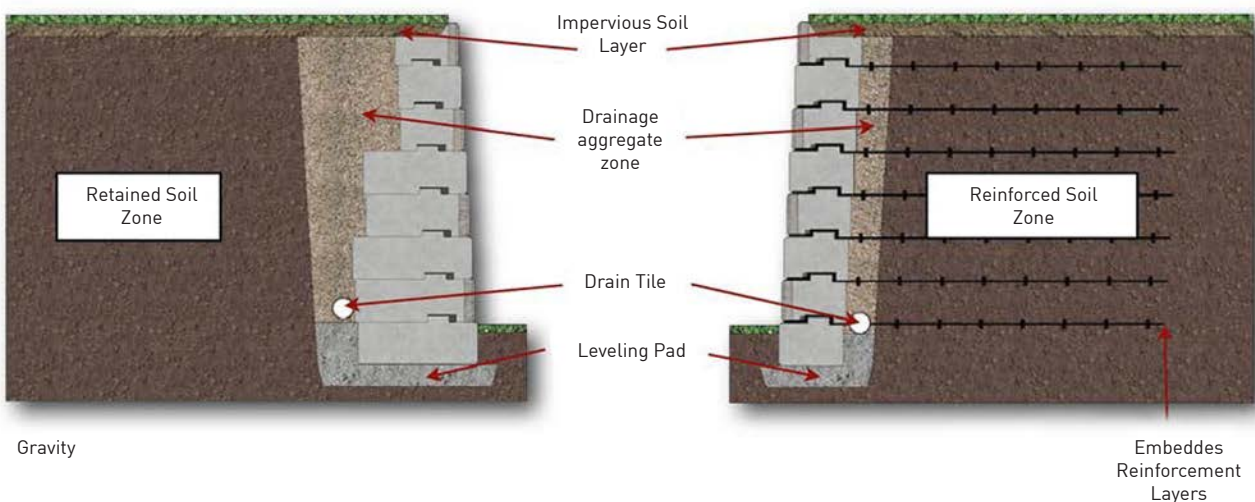 Impervious Soil
Layer
Drainage
aggregate
zone
Retained Soil
Zone
Reinforced Soil
Zone
Drain Tile
Leveling Pad
Gravity
Embeddes
Reinforcement
Layers